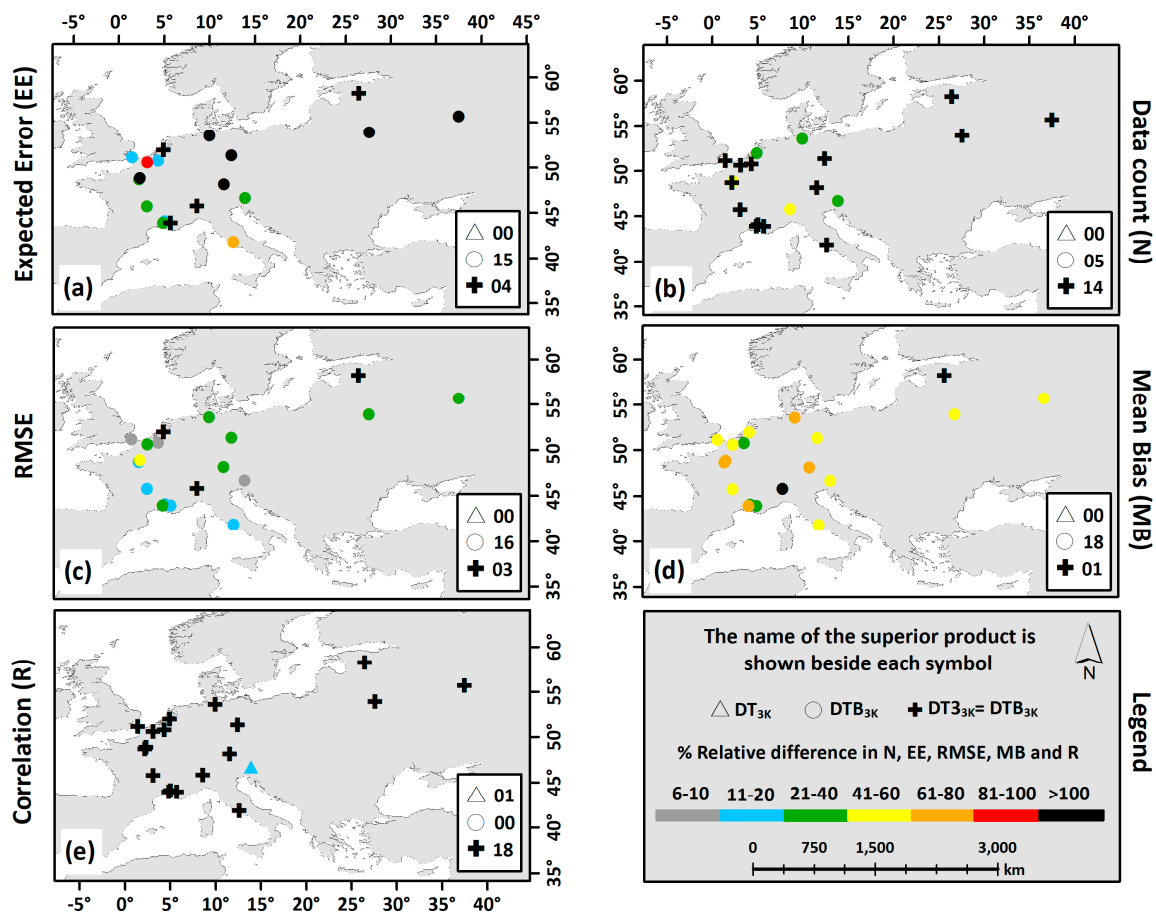 -5° 0° 5° 10° 15° 20° 25° 30° 35° 40° 45°
-5° 0° 5° 10° 15° 20° 25° 30° 35° 40°
Expected Error (EE)
(a)
00
15
04
60°
55°
50°
45°
40°
35°
60°
55°
50°
45°
40°
35°
(b)
00
05
14
Data count (N)
RMSE
(c)
00
16
03
60°
55°
50°
45°
40°
35°
60°
55°
50°
45°
40°
35°
(d)
00
18
01
Mean Bias (MB)
Correlation (R)
(e)
01
00
18
60°
55°
50°
45°
40°
35°
0° 5° 10° 15° 20° 25° 30° 35° 40°
The name of the superior product is
shown beside each symbol
N
DT3K DTB3K DT33K= DTB3K
% Relative difference in N, EE, RMSE, MB and R
6-10 11-20 21-40 41-60 61-80 81-100 >100
0 750 1,500 3,000
km
Legend